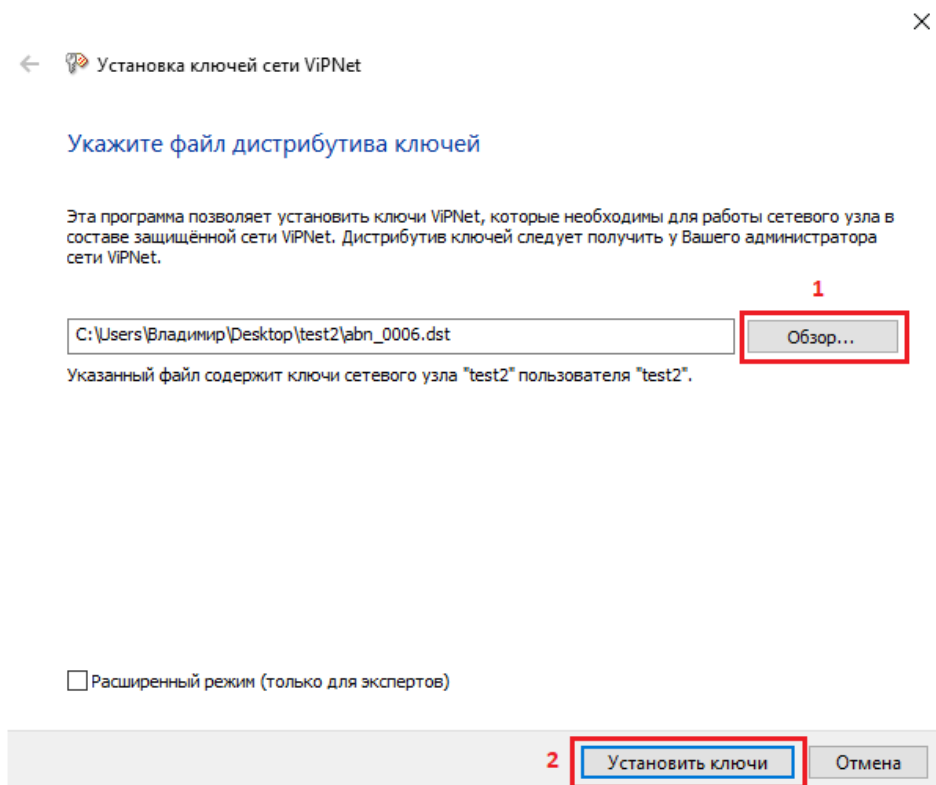 Установка ключей сети ViPNet
Укажите файл дистрибутива ключей
Эта программа позволяет установить ключи ViPNet, которые необходимы для работы сетевого узла в
составе защищённой сети ViPNet. Дистрибутив ключей следует получить у Вашего администратора
сети ViPNet.
1
C:\Users\Владимир\Desktop\test2\abn_0006.dst
Обзор...
Указанный файл содержит ключи сетевого узла "test2" пользователя "test2".
Расширенный режим (только для экспертов)
2
Установить ключи
Отмена